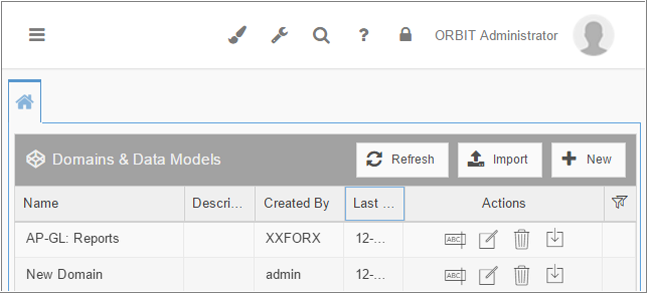 ? ORBIT Administrator
Domains & Data Models Refresh Import New
Name Descri... Created By Last ... Actions
AP-GL: Reports XXFORX 12-... ABC
New Domain admin 12-... ABC